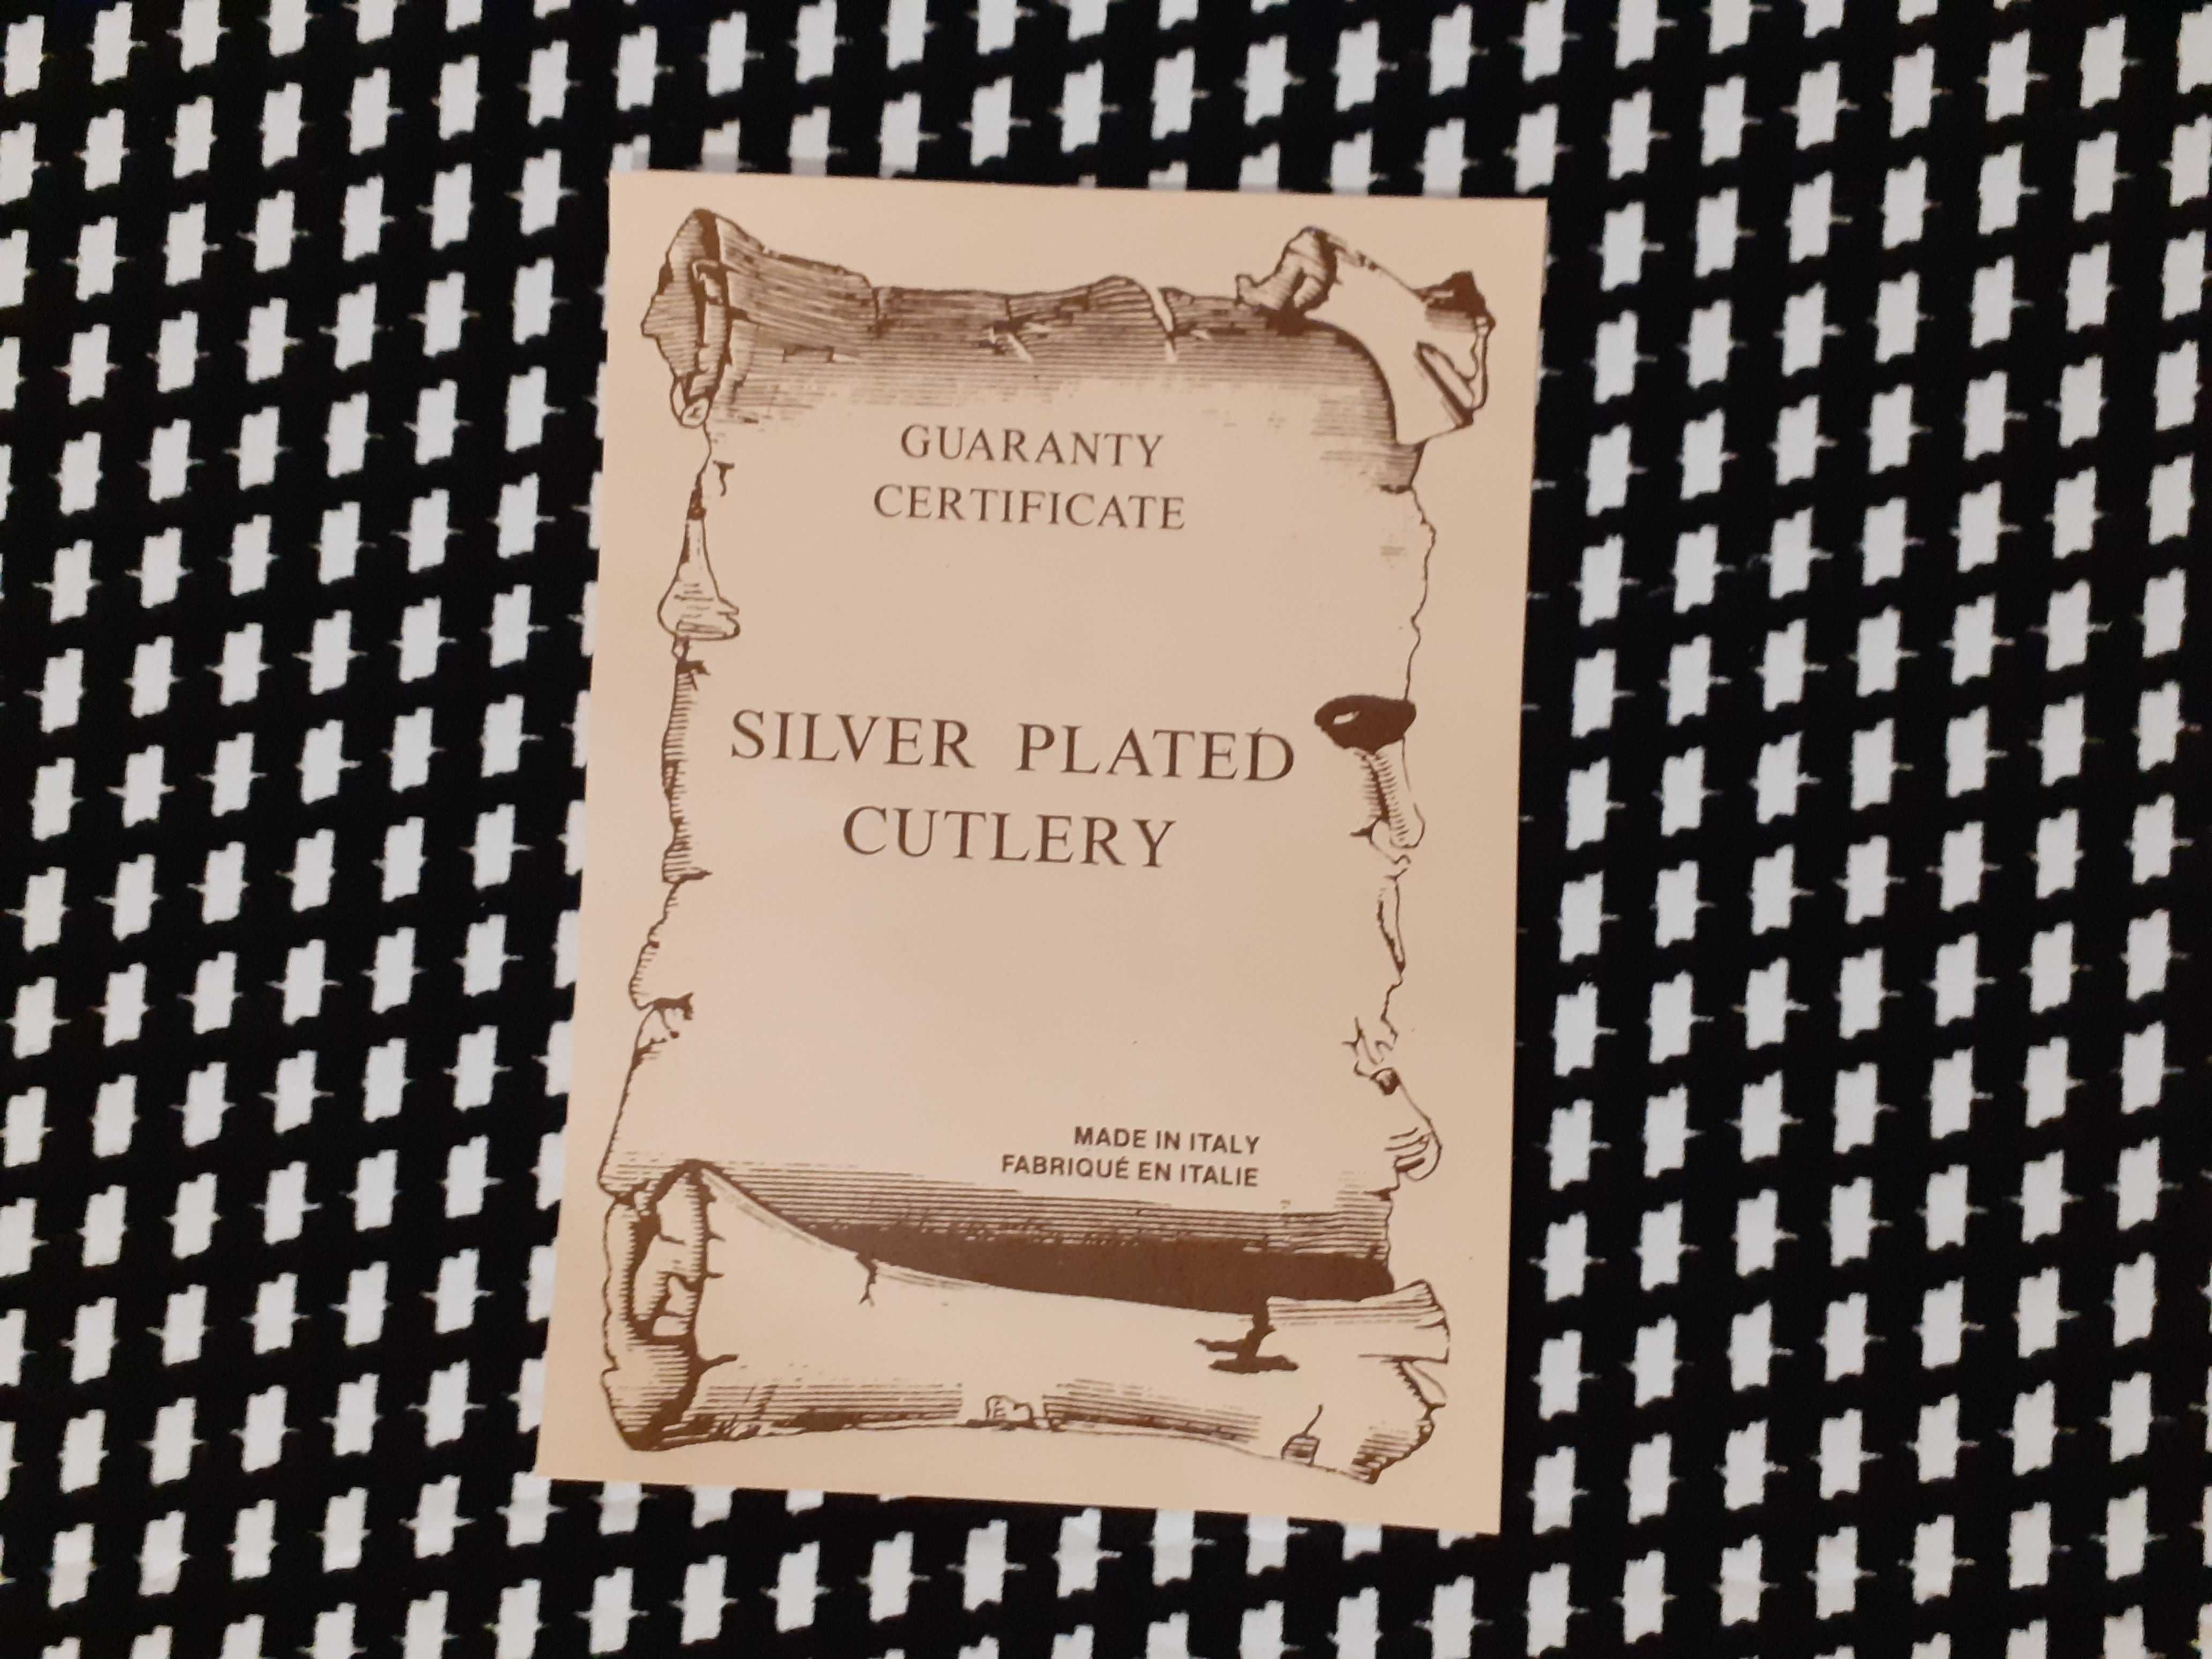 GUARANTY
CERTIFICATE
SILVER PLATED
CUTLERY
MADE IN ITALY
FABRIQUÉ EN ITALIE